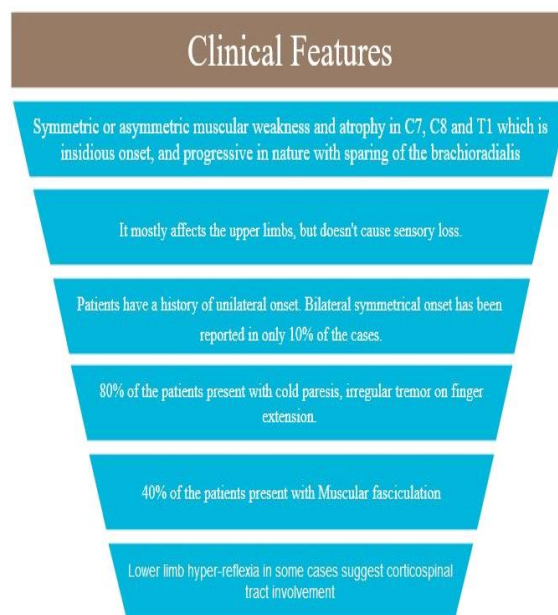 Clinical Features
Symmetric or asymmetric muscular weakness and atrophy in C7, C8 and T1 which is
insidious onset, and progressive in nature with sparing of the brachioradialis
It mostly affects the upper limbs, but doesn't cause sensory loss.
Patients have a history of unilateral onset. Bilateral symmetrical onset has been
reported in only 10% of the cases.
80% of the patients present with cold paresis, irregular tremor on finger
extension.
40% of the patients present with Muscular fasciculation
Lower limb hyper-reflexia in some cases suggest corticospinal
tract involvement